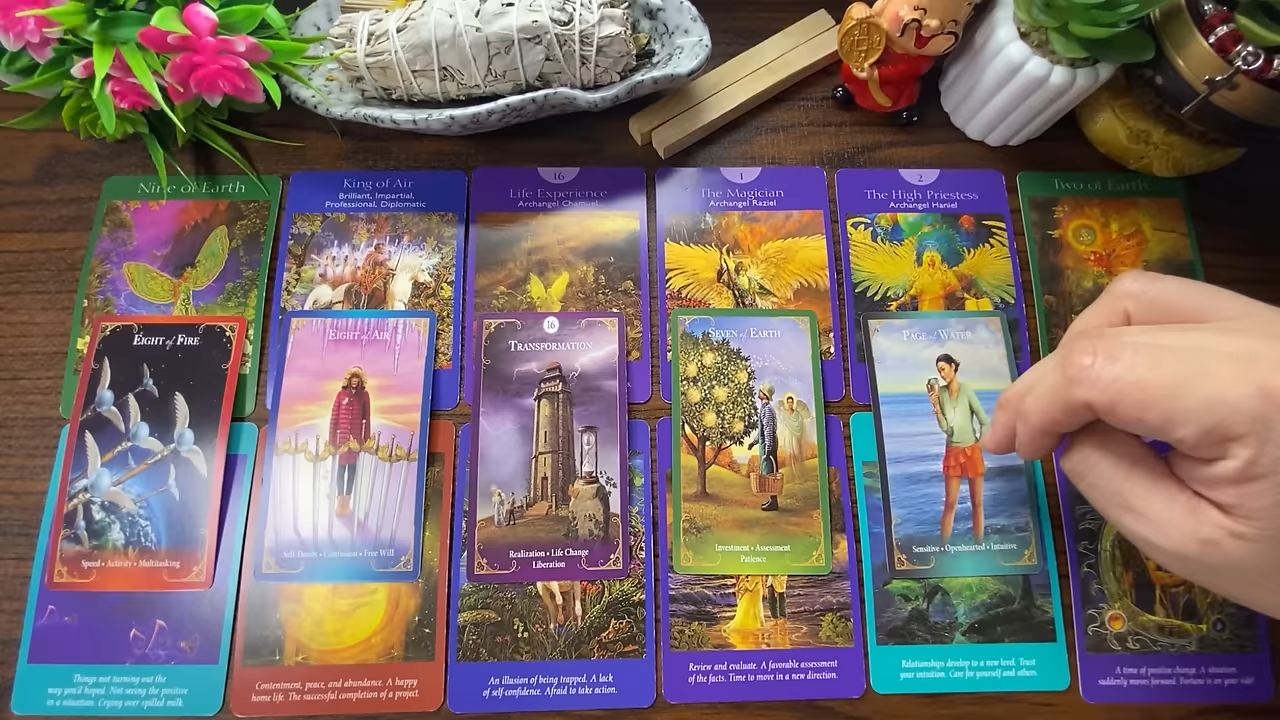 Nine of Earth
King of Air
Brilliant, Impartial,
Professional, Diplomatic
16
Life Experience
Archangel Chamuel
1
The Magician
Archangel Raziel
2
The High Priestess
Archangel Haniel
Two of Earth
EIGHT of FIRE
Speed • Activity • Multitasking
EIGHT of AIR
Self-Doubt • Confusion • Free Will
16
TRANSFORMATION
Realization • Life Change
Liberation
SEVEN of EARTH
Investment • Assessment
Patience
PAGE of WATER
Sensitive • Openhearted • Intuitive
Things not turning out the
way you'd hoped. Not seeing the positive
in a situation. Crying over spilled milk.
Contentment, peace, and abundance. A happy
home life. The successful completion of a project.
An illusion of being trapped. A lack
of self-confidence. Afraid to take action.
Review and evaluate. A favorable assessment
of the facts. Time to move in a new direction.
Relationships develop to a new level. Trust
your intuition. Care for yourself and others.
A time of positive change. A situation
suddenly moves forward. Fortune is on your side!